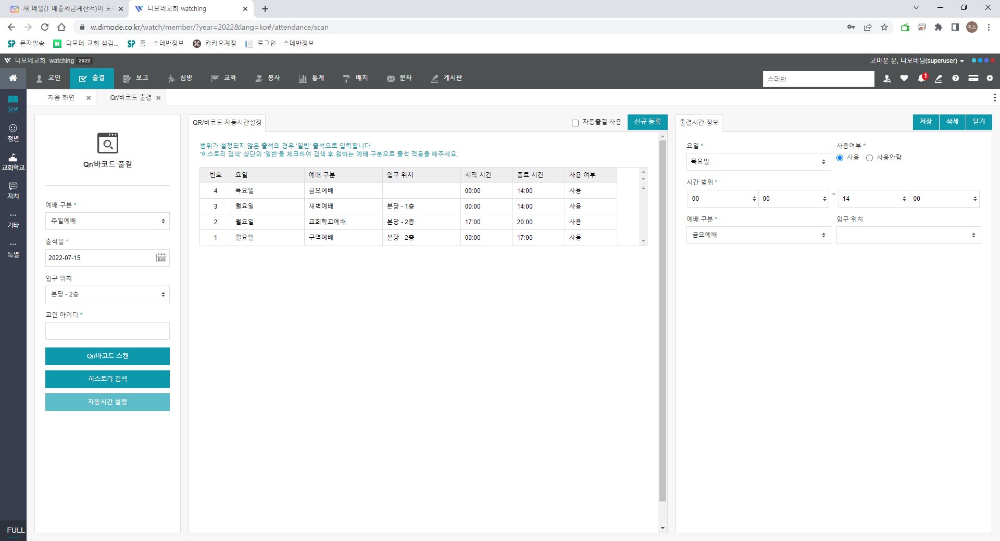 새 메일(1 매출세금계산서)이 도
디모데교회 watching
w.dimode.co.kr/watch/member/?year=2022&lang=ko#/attendance/scan
미소
문자발송
디모데 교회 섬김...
홈 - 스데반정보
카카오계정
로그인 - 스데반정보
디모데교회 watching 2022
고마운 분, 디모데님(superuser)
교인
출결
보고
심방
교육
봉사
통계
배치
문자
게시판
스데반
1
장년
청년
교회학교
자치
기타
특별
FULL
처음 화면
Qr/바코드 출결
Qr/바코드 출결
예배 구분 *
주일예배
출석일 *
2022-07-15
입구 위치
본당 - 2층
교인 아이디 *
Qr/바코드 스캔
히스토리 검색
자동시간 설정
QR/바코드 자동시간설정
자동출결 사용
신규 등록
범위가 설정되지 않은 출석의 경우 '일반' 출석으로 입력됩니다.
'히스토리 검색' 상단의 '일반'을 체크하여 검색 후 원하는 예배 구분으로 출석 적용을 해주세요.
번호 요일 예배 구분 입구 위치 시작 시간 종료 시간 사용 여부
4 목요일 금요예배 00:00 14:00 사용
3 월요일 새벽예배 본당 - 1층 00:00 14:00 사용
2 월요일 교회학교예배 본당 - 2층 17:00 20:00 사용
1 월요일 구역예배 본당 - 2층 00:00 17:00 사용
출결시간 정보
저장
삭제
닫기
요일 *
목요일
사용여부 *
사용 사용안함
시간 범위 *
00 00 ~ 14 00
예배 구분 *
금요예배
입구 위치